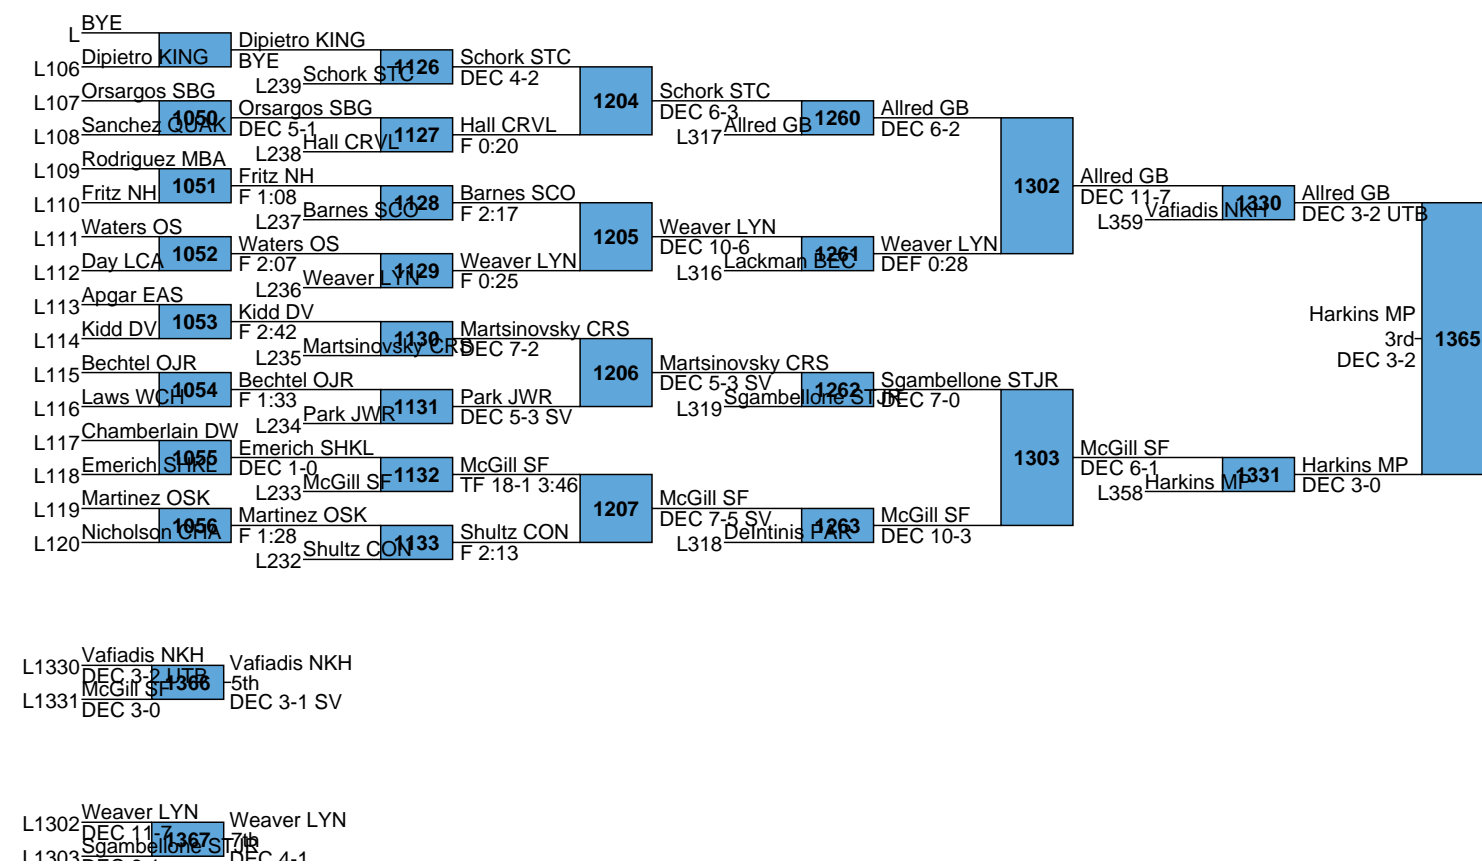 BYE
L
Dipietro KING
L106
Dipietro KING
BYE
L239
Schork STC
1126
Schork STC
DEC 4-2
L107
Orsargos SBG
1050
L108
Sanchez QUAK
Orsargos SBG
DEC 5-1
L238
Hall CRVL
1127
Hall CRVL
F 0:20
1204
Schork STC
DEC 6-3
L317
Allred GB
1260
Allred GB
DEC 6-2
L109
Rodriguez MBA
1051
L110
Fritz NH
Fritz NH
F 1:08
L237
Barnes SCO
1128
Barnes SCO
F 2:17
L111
Waters OS
1052
L112
Day LCA
Waters OS
F 2:07
L236
Weaver LYN
1129
Weaver LYN
F 0:25
1205
Weaver LYN
DEC 10-6
L316
Lackman BEC
1261
Weaver LYN
DEF 0:28
1302
Allred GB
DEC 11-7
L359
Vafiadis NKH
1330
Allred GB
DEC 3-2 UTB
L113
Apgar EAS
1053
L114
Kidd DV
Kidd DV
F 2:42
L235
Martsinovsky CRS
1130
Martsinovsky CRS
DEC 7-2
L115
Bechtel OJR
1054
L116
Laws WCH
Bechtel OJR
F 1:33
L234
Park JWR
1131
Park JWR
DEC 5-3 SV
1206
Martsinovsky CRS
DEC 5-3 SV
L319
Sgambellone STJR
1262
Sgambellone STJR
DEC 7-0
L117
Chamberlain DW
1055
L118
Emerich SHKL
Emerich SHKL
DEC 1-0
L233
McGill SF
1132
McGill SF
TF 18-1 3:46
L119
Martinez OSK
1056
L120
Nicholson CHA
Martinez OSK
F 1:28
L232
Shultz CON
1133
Shultz CON
F 2:13
1207
McGill SF
DEC 7-5 SV
L318
DeIntinis PAR
1263
McGill SF
DEC 10-3
1303
McGill SF
DEC 6-1
L358
Harkins MP
1331
Harkins MP
DEC 3-0
Harkins MP
3rd
DEC 3-2
1365
L1330
Vafiadis NKH
DEC 3-2 UTB
1366
L1331
McGill SF
DEC 3-0
Vafiadis NKH
5th
DEC 3-1 SV
L1302
Weaver LYN
DEC 11-7
1367
L1303
Sgambellone STJR
Weaver LYN
7th
DEC 4-1